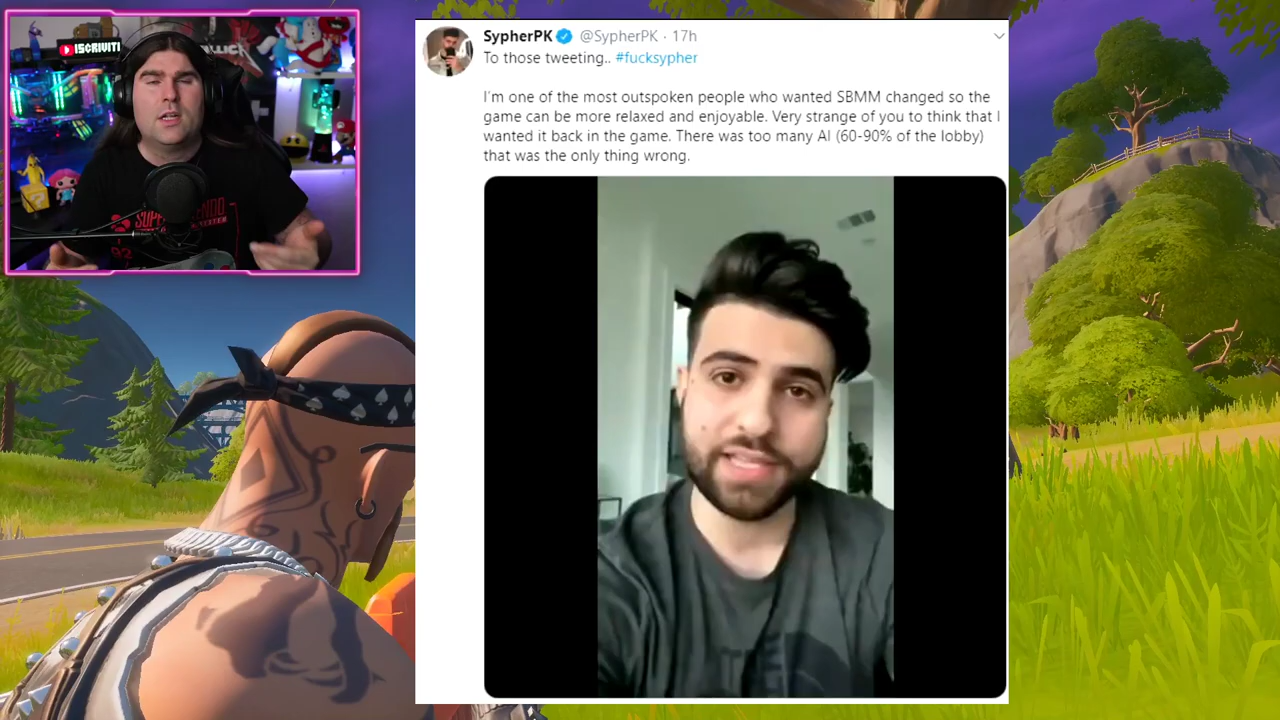 ISCRIVITI
SypherPK @SypherPK · 17h
To those tweeting.. #fucksypher
I'm one of the most outspoken people who wanted SBMM changed so the
game can be more relaxed and enjoyable. Very strange of you to think that I
wanted it back in the game. There was too many AI (60-90% of the lobby)
that was the only thing wrong.